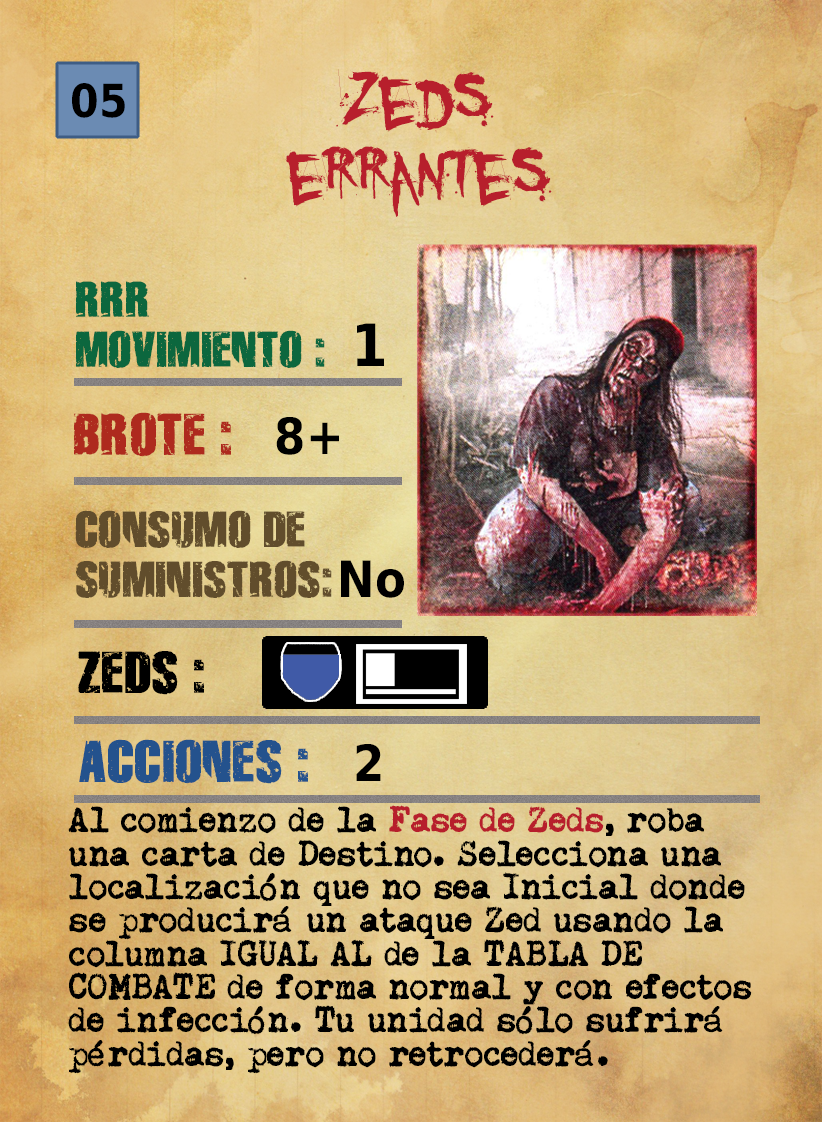 05
ZEDS
ERRANTES
RRR
MOVIMIENTO : 1
BROTE : 8+
CONSUMO DE
SUMINISTROS: No
ZEDS :
ACCIONES : 2
Al comienzo de la Fase de Zeds, roba
una carta de Destino. Selecciona una
localización que no sea Inicial donde
se producirá un ataque Zed usando la
columna IGUAL AL de la TABLA DE
COMBATE de forma normal y con efectos
de infección. Tu unidad sólo sufrirá
pérdidas, pero no retrocederá.